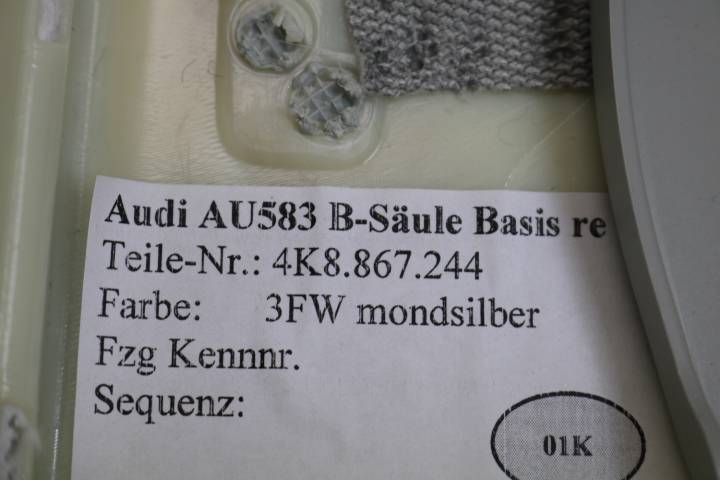 Audi AU583 B-Säule Basis re
Teile-Nr.: 4K8.867.244
Farbe: 3FW mondsilber
Fzg Kennnr.
Sequenz:
01K